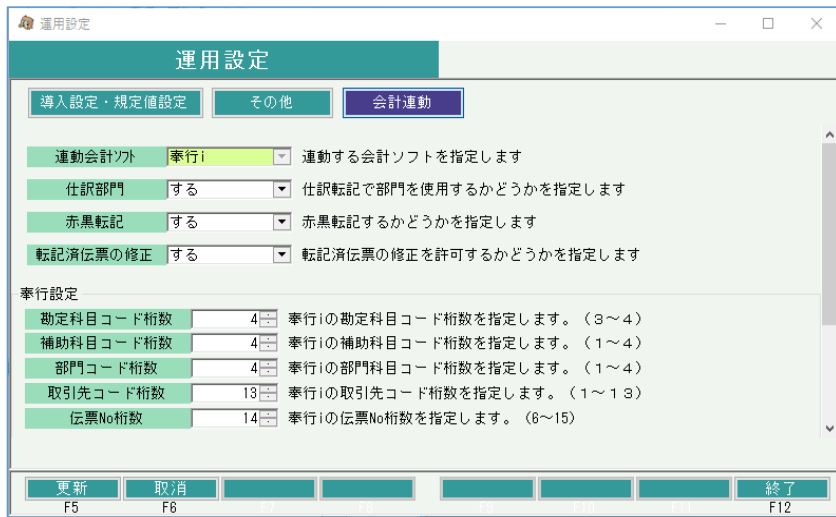 運用設定
運用設定
導入設定・規定値設定 その他 会計連動
連動会計ソフト 奉行i 連動する会計ソフトを指定します
仕訳部門 する 仕訳転記で部門を使用するかどうかを指定します
赤黒転記 する 赤黒転記するかどうかを指定します
転記済伝票の修正 する 転記済伝票の修正を許可するかどうかを指定します
奉行設定
勘定科目コード桁数 4 奉行iの勘定科目コード桁数を指定します。（3～4）
補助科目コード桁数 4 奉行iの補助科目コード桁数を指定します。（1～4）
部門コード桁数 4 奉行iの部門科目コード桁数を指定します。（1～4）
取引先コード桁数 13 奉行iの取引先コード桁数を指定します。（1～13）
伝票No桁数 14 奉行iの伝票No桁数を指定します。（6～15）
更新 取消 終了
F5 F6 F7 F8 F9 F10 F11 F12